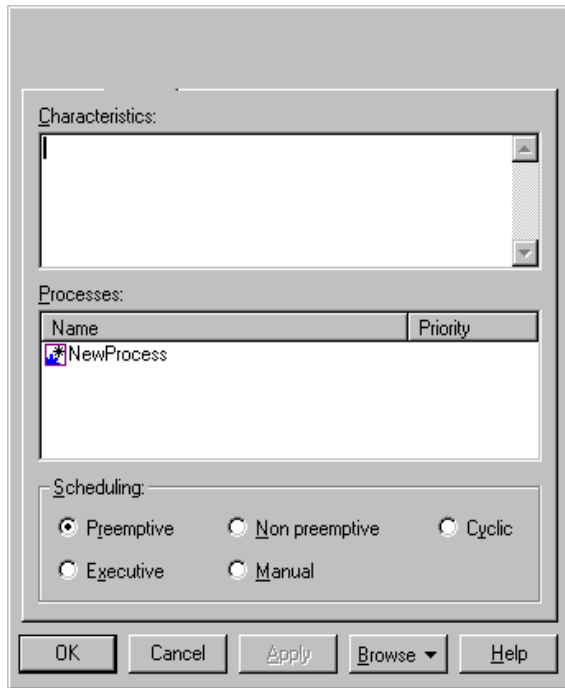 Characteristics:
Processes:
Name Priority
NewProcess
Scheduling:
Preemptive Non preemptive Cyclic
Executive Manual
OK Cancel Apply Browse Help